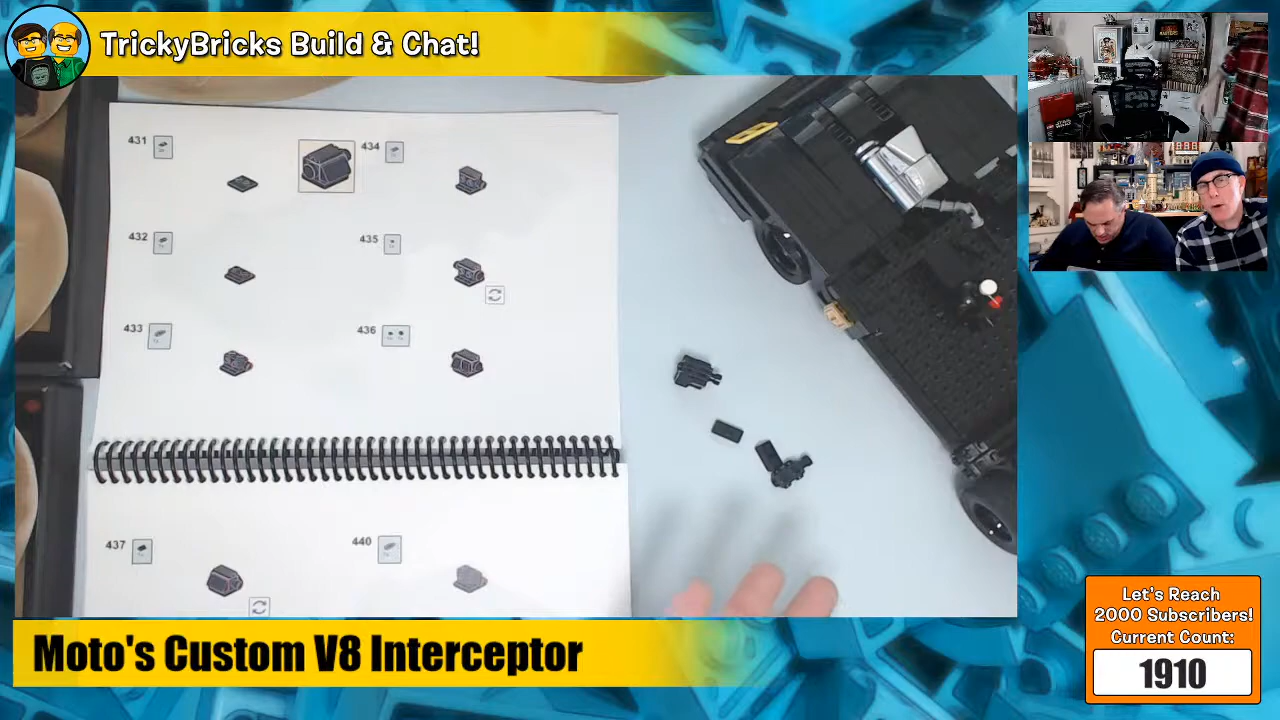 TrickyBricks Build & Chat!
431
434
432
435
433
436
437
440
Moto's Custom V8 Interceptor
Let's Reach
2000 Subscribers!
Current Count:
1910